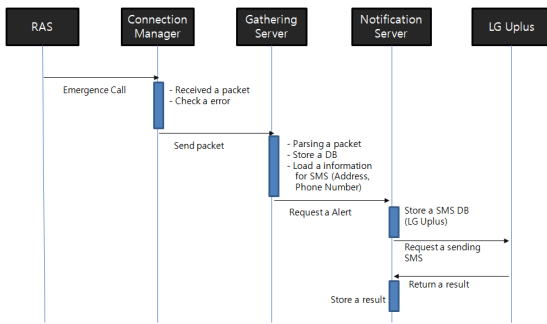 RAS
Connection
Manager
Gathering
Server
Notification
Server
LG Uplus
Emergence Call
- Received a packet
- Check a error
Send packet
- Parsing a packet
- Store a DB
- Load a information
for SMS (Address,
Phone Number)
Request a Alert
Store a SMS DB
(LG Uplus)
Request a sending
SMS
Return a result
Store a result